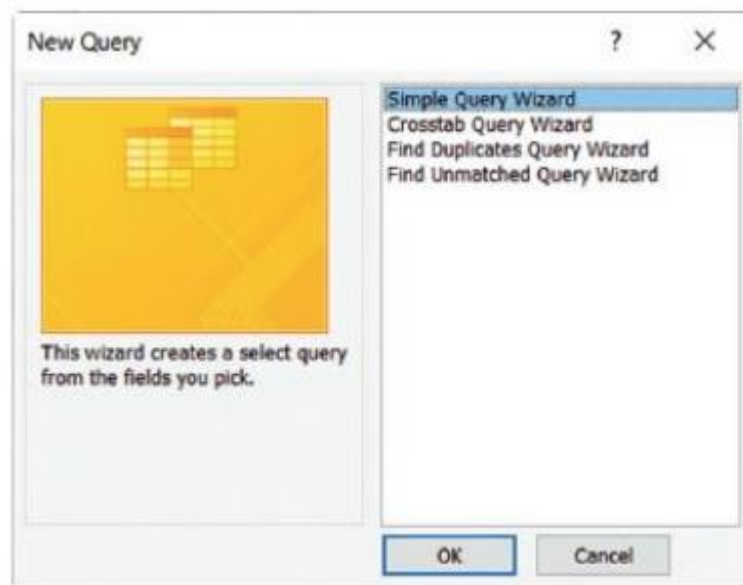 New Query ? ×
Simple Query Wizard
Crosstab Query Wizard
Find Duplicates Query Wizard
Find Unmatched Query Wizard
This wizard creates a select query
from the fields you pick.
OK Cancel